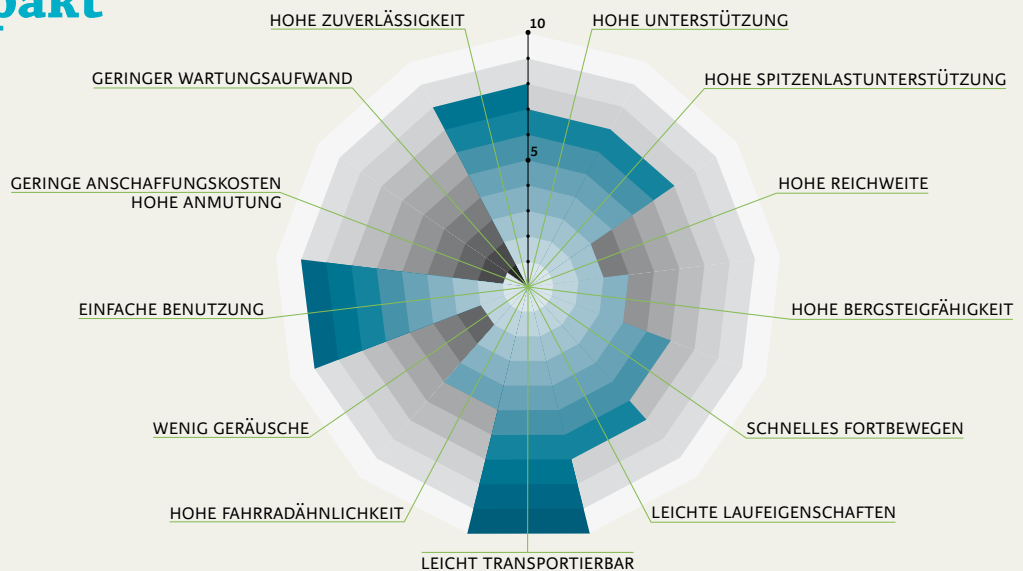 pakt
HOHE ZUVERLÄSSIGKEIT
10
HOHE UNTERSTÜTZUNG
GERINGER WARTUNGSAUFWAND
HOHE SPITZENLASTUNTERSTÜTZUNG
5
GERINGE ANSCHAFFUNGSKOSTEN
HOHE ANMUTUNG
HOHE REICHWEITE
EINFACHE BENUTZUNG
HOHE BERGSTEIGFÄHIGKEIT
WENIG GERÄUSCHE
SCHNELLES FORTBEWEGEN
HOHE FAHRRADÄHNLICHKEIT
LEICHTE LAUFEIGENSCHAFTEN
LEICHT TRANSPORTIERBAR